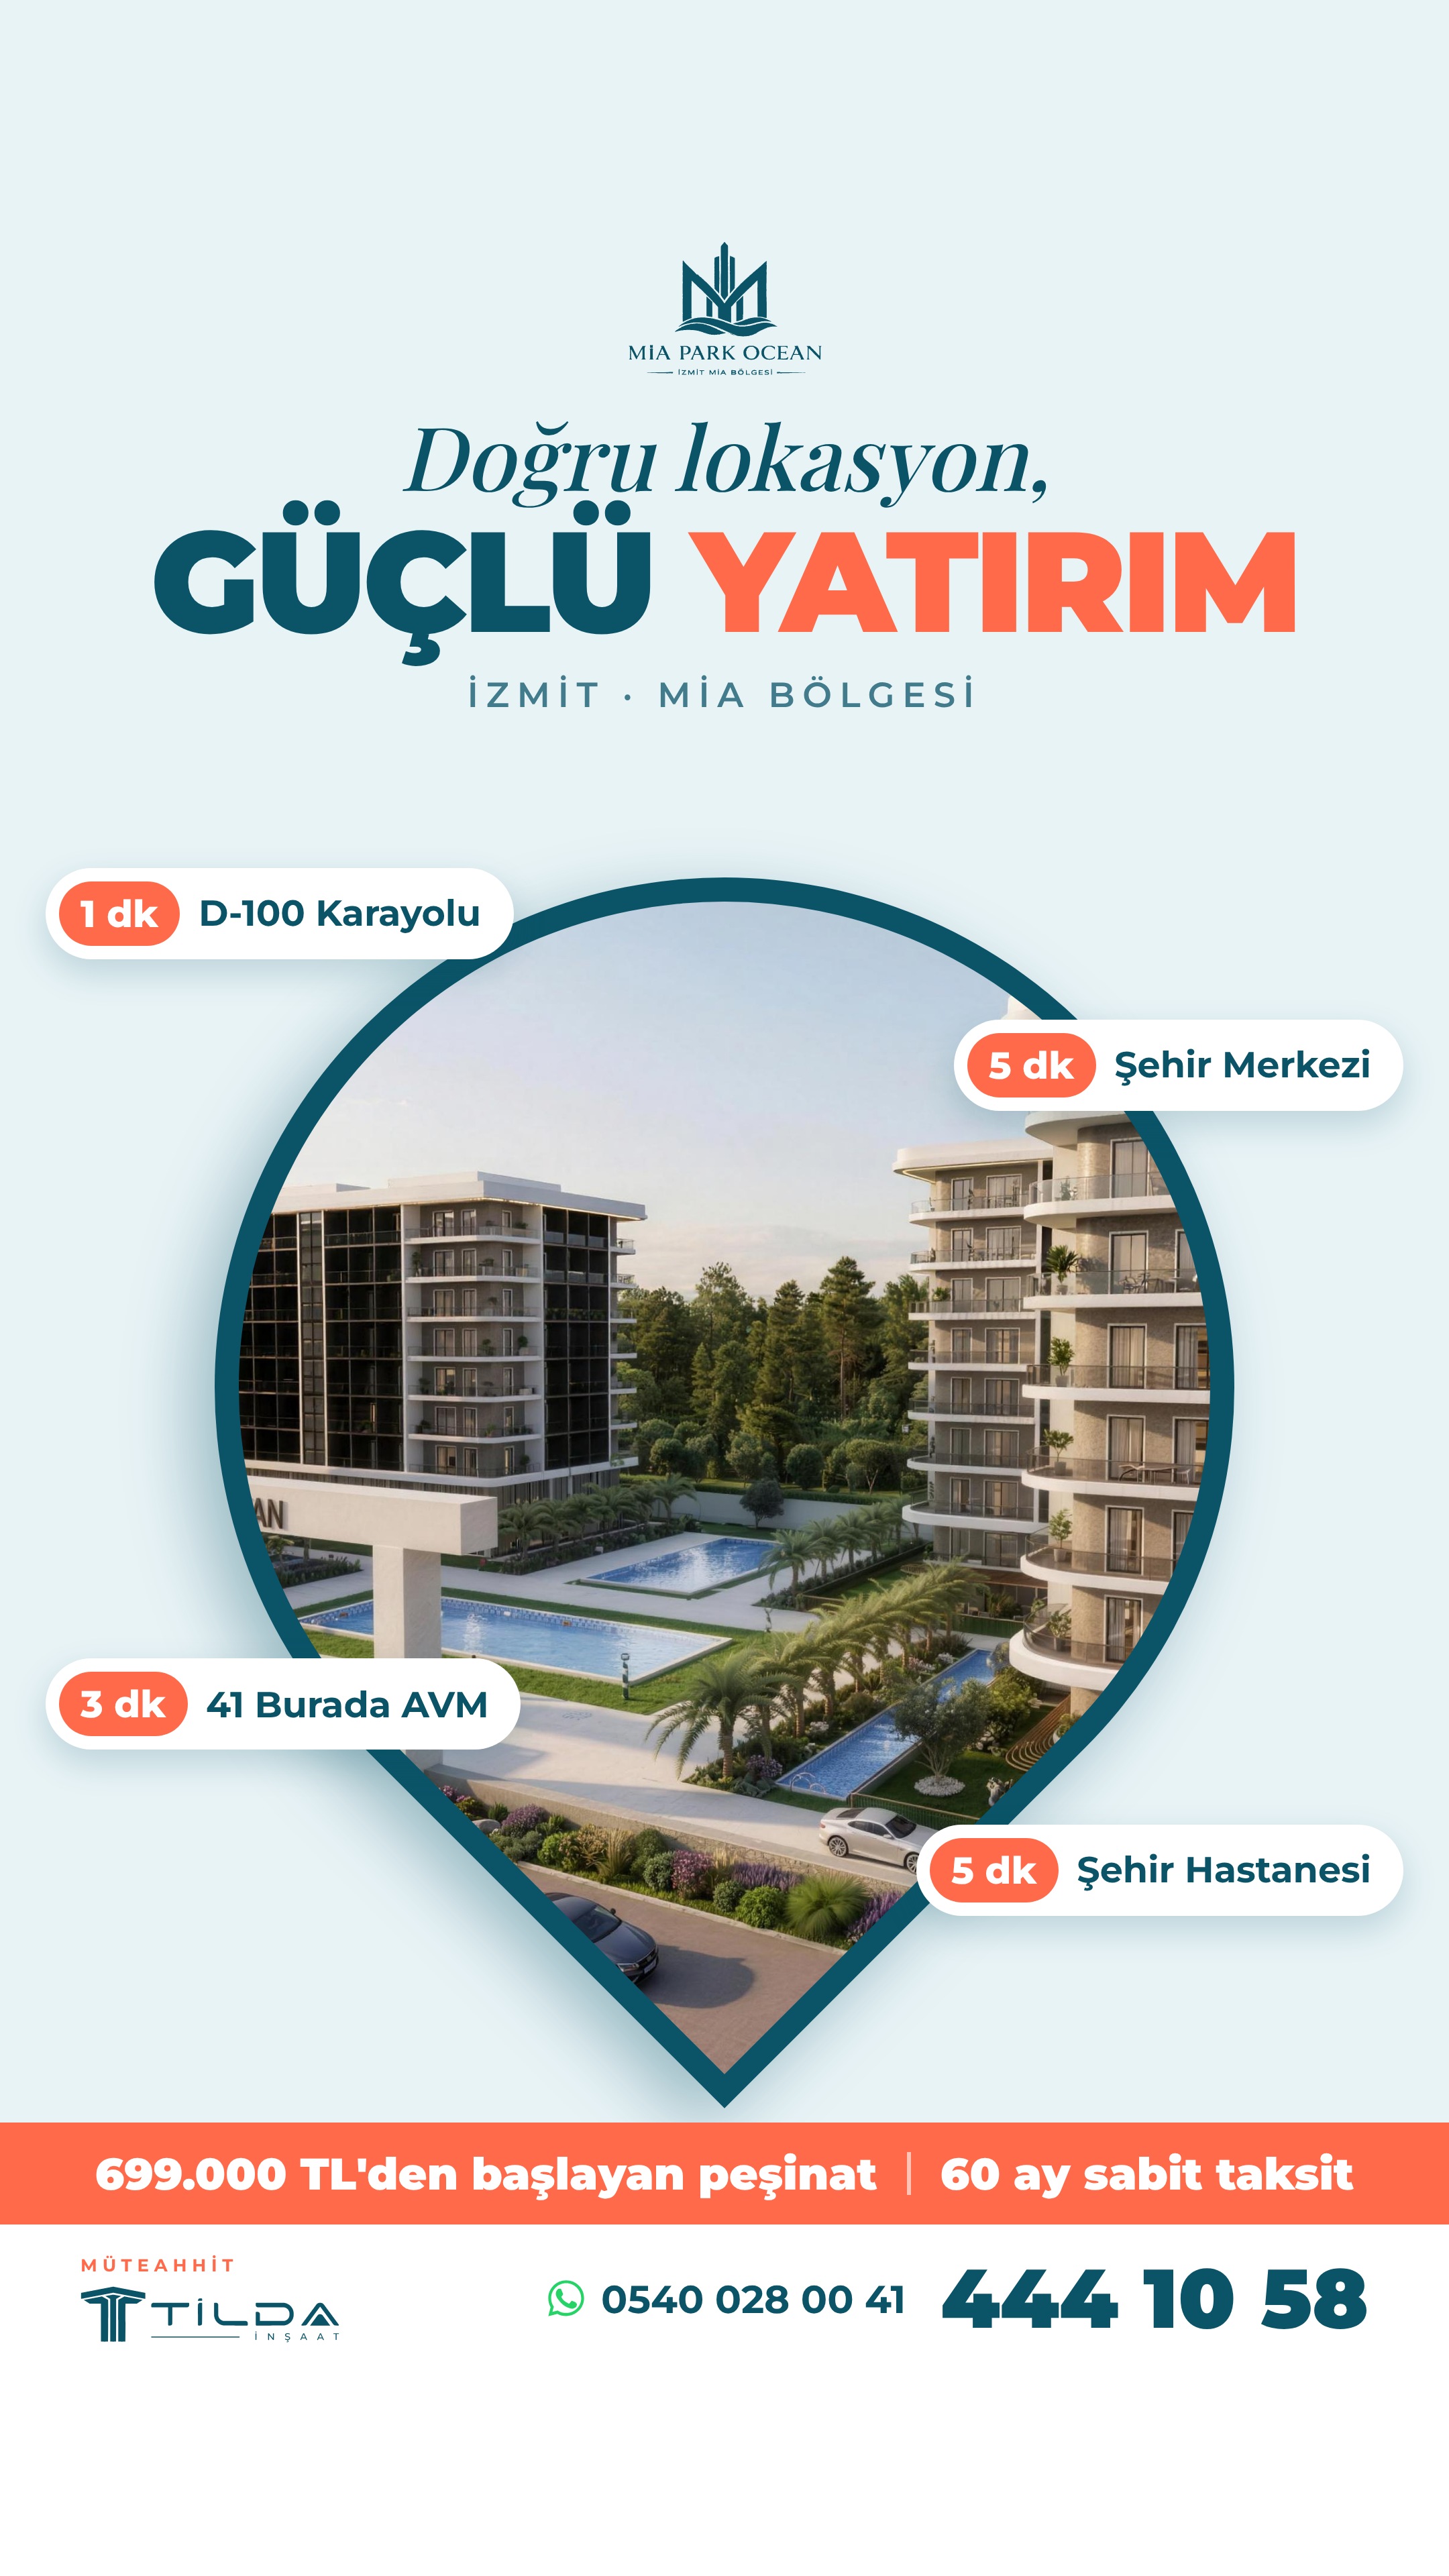 MİA PARK OCEAN
İZMİT MİA BÖLGESİ
Doğru lokasyon,
GÜÇLÜ YATIRIM
İZMİT · MİA BÖLGESİ
1 dk D-100 Karayolu
5 dk Şehir Merkezi
AN
3 dk 41 Burada AVM
5 dk Şehir Hastanesi
699.000 TL'den başlayan peşinat | 60 ay sabit taksit
MÜTEAHHİT
TİLDA
İNŞAAT
0540 028 00 41
444 10 58